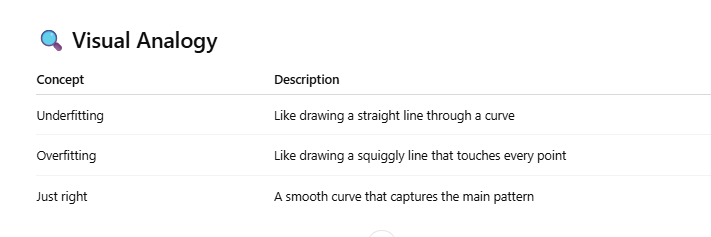 Visual Analogy
Concept Description
Underfitting Like drawing a straight line through a curve
Overfitting Like drawing a squiggly line that touches every point
Just right A smooth curve that captures the main pattern